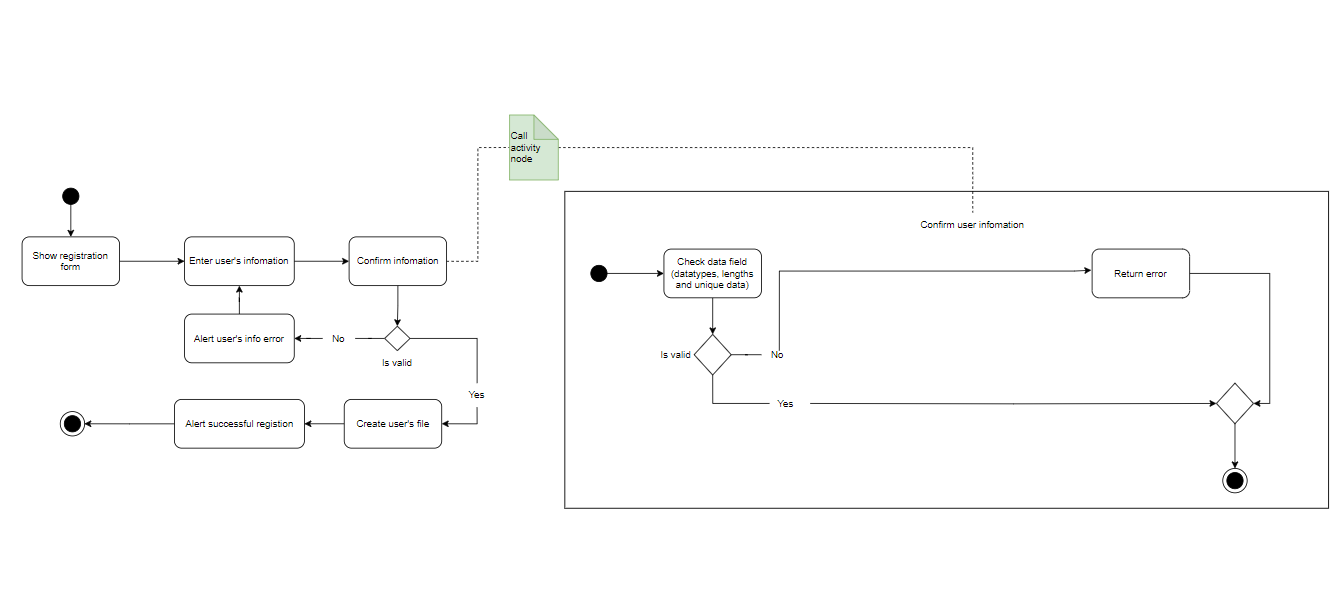 Call
activity
node
Show registration
form
Enter user's infomation
Confirm infomation
Alert user's info error
No
Is valid
Yes
Alert successful registion
Create user's file
Confirm user infomation
Check data field
(datatypes, lengths
and unique data)
Return error
Is valid
No
Yes